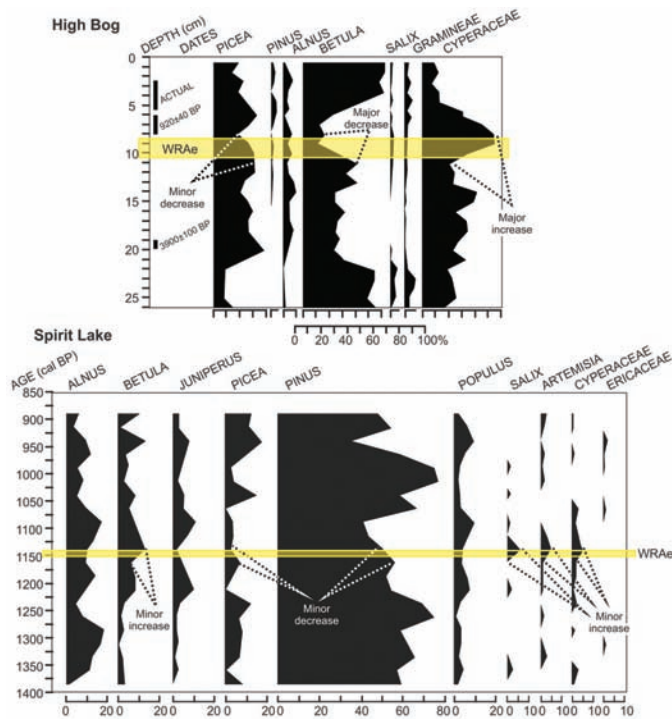 High Bog
DEPTH (cm)
DATES
PICEA
PINUS
ALNUS
BETULA
SALIX
GRAMINEAE
CYPERACEAE
0
5
10
15
20
25
ACTUAL
920±40 BP
WRAe
3900±100 BP
Minor
decrease
Major
decrease
Major
increase
0 20 40 60 80 100%
Spirit Lake
AGE (cal BP)
ALNUS
BETULA
JUNIPERUS
PICEA
PINUS
POPULUS
SALIX
ARTEMISIA
CYPERACEAE
ERICACEAE
850
900
950
1000
1050
1100
1150
1200
1250
1300
1350
1400
WRAe
Minor
increase
Minor
decrease
Minor
increase
0 20 0 20 0 20 0 20 0 20 40 60 80 0 20 0 10 0 10 0 10 0 10